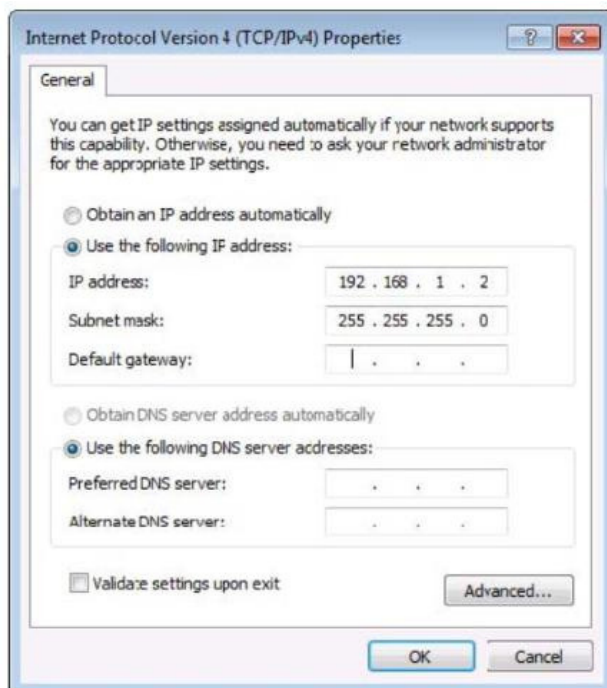 Internet Protocol Version 4 (TCP/IPv4) Properties
General
You can get IP settings assigned automatically if your network supports
this capability. Otherwise, you need to ask your network administrator
for the appropriate IP settings.
Obtain an IP address automatically
Use the following IP address:
IP address: 192 . 168 . 1 . 2
Subnet mask: 255 . 255 . 255 . 0
Default gateway: . . .
Obtain DNS server address automatically
Use the following DNS server addresses:
Preferred DNS server: . . .
Alternate DNS server: . . .
Validate settings upon exit
Advanced...
OK Cancel